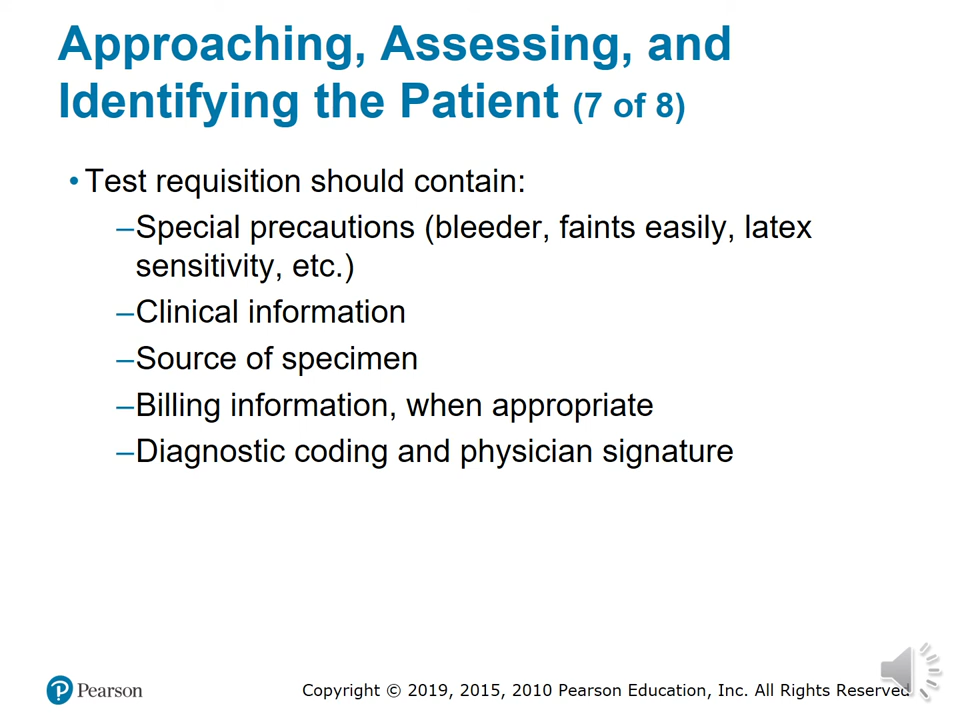 Approaching, Assessing, and
Identifying the Patient (7 of 8)
• Test requisition should contain:
–Special precautions (bleeder, faints easily, latex
sensitivity, etc.)
–Clinical information
–Source of specimen
–Billing information, when appropriate
–Diagnostic coding and physician signature
Pearson
Copyright © 2019, 2015, 2010 Pearson Education, Inc. All Rights Reserved